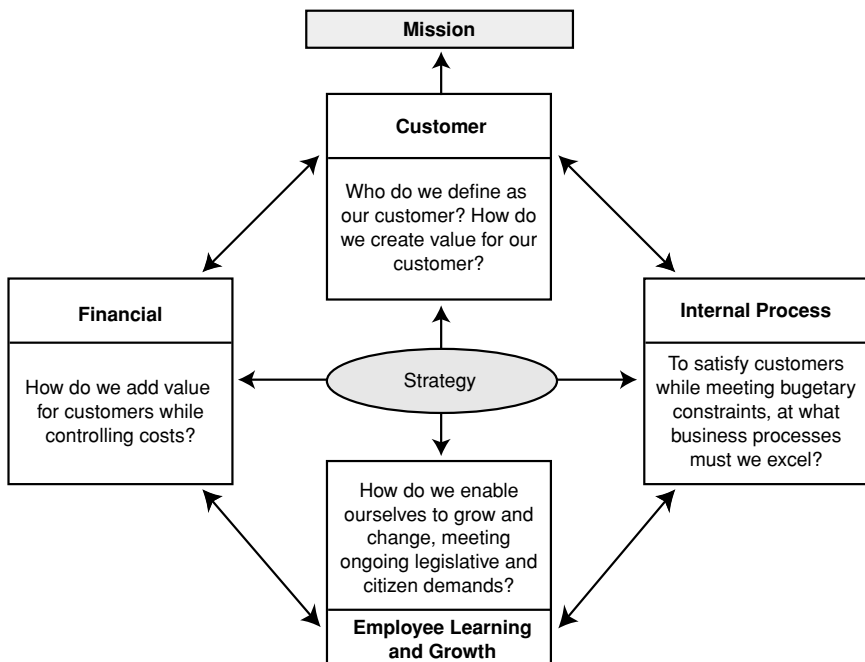 Mission
Customer
Who do we define as
our customer? How do
we create value for our
customer?
Financial
How do we add value
for customers while
controlling costs?
Strategy
Internal Process
To satisfy customers
while meeting bugetary
constraints, at what
business processes
must we excel?
How do we enable
ourselves to grow and
change, meeting
ongoing legislative and
citizen demands?
Employee Learning
and Growth